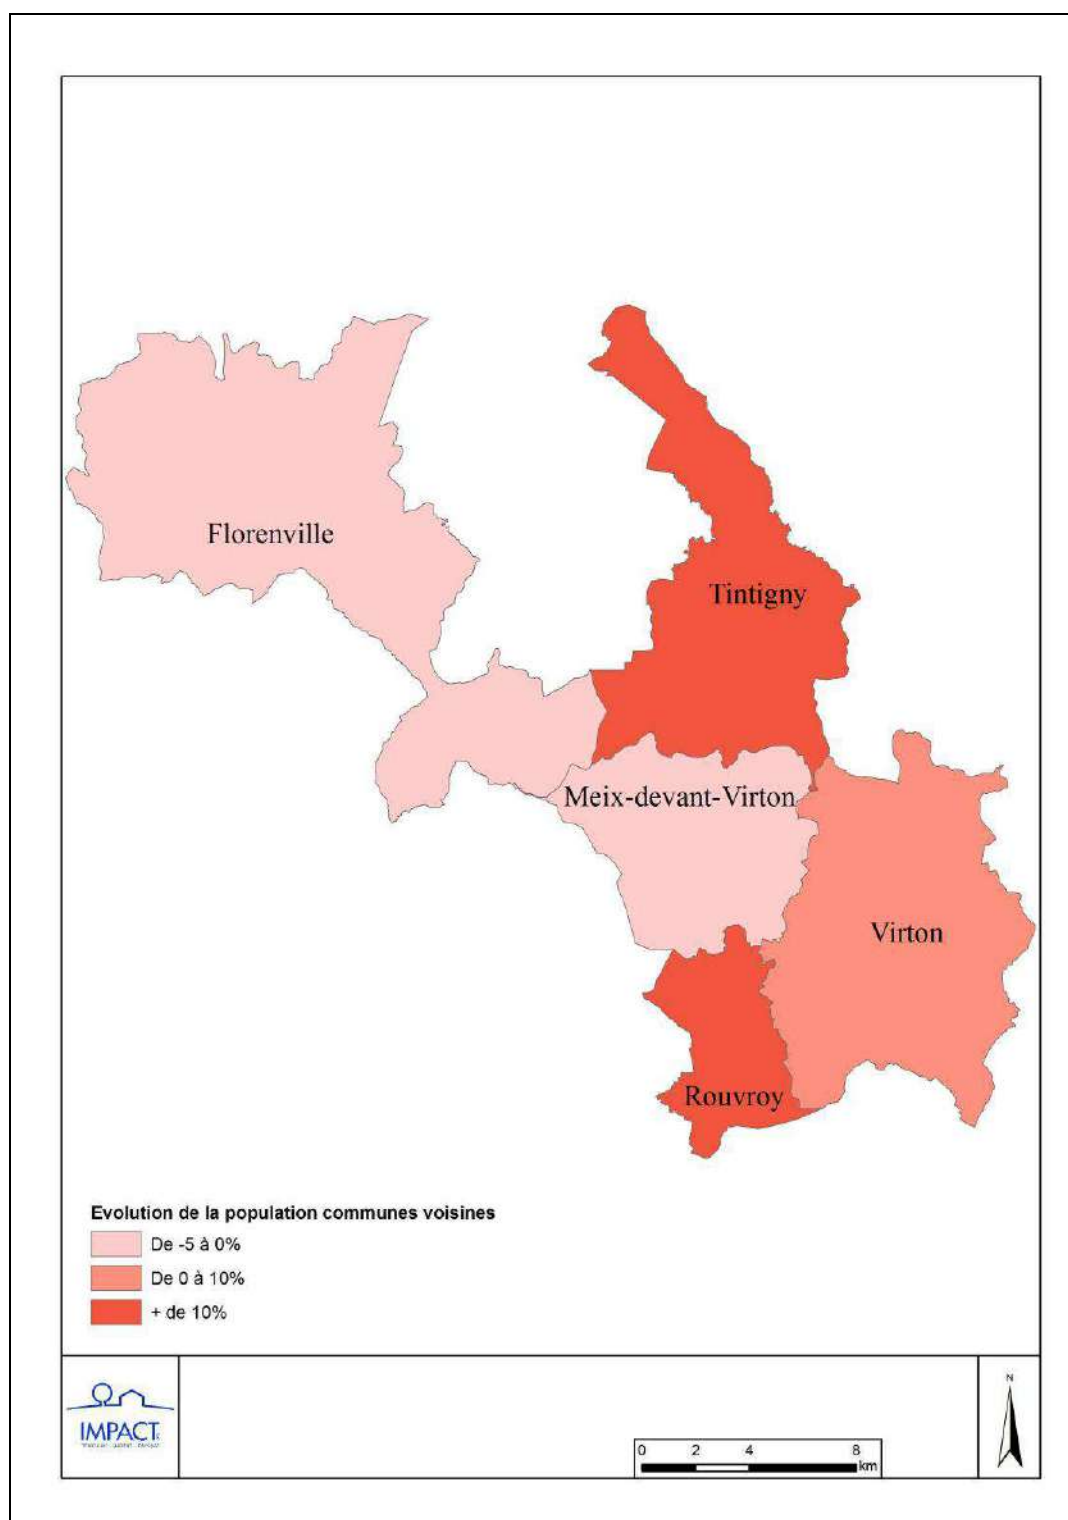 Florenville
Tintigny
Meix-devant-Virton
Virton
Rouvroy
Evolution de la population communes voisines
De -5 à 0%
De 0 à 10%
+ de 10%
IMPACT
N
0 2 4 8
km